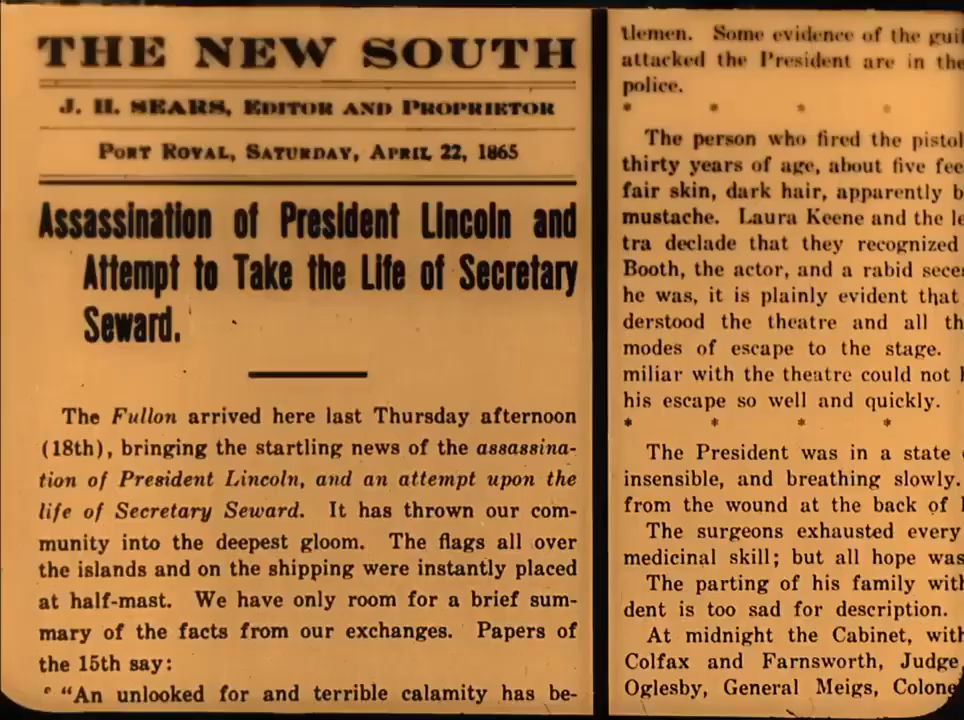 THE NEW SOUTH
J. H. SEARS, EDITOR AND PROPRIETOR
PORT ROYAL, SATURDAY, APRIL 22, 1865
Assassination of President Lincoln and
Attempt to Take the Life of Secretary
Seward.
The Fullon arrived here last Thursday afternoon
(18th), bringing the startling news of the assassina-
tion of President Lincoln, and an attempt upon the
life of Secretary Seward. It has thrown our com-
munity into the deepest gloom. The flags all over
the islands and on the shipping were instantly placed
at half-mast. We have only room for a brief sum-
mary of the facts from our exchanges. Papers of
the 15th say:
"An unlooked for and terrible calamity has be-
tlemen. Some evidence of the guil
attacked the President are in the
police.
* * * *
The person who fired the pistol
thirty years of age, about five fee
fair skin, dark hair, apparently b
mustache. Laura Keene and the le
tra declade that they recognized
Booth, the actor, and a rabid sece
he was, it is plainly evident that
derstood the theatre and all th
modes of escape to the stage.
miliar with the theatre could not
his escape so well and quickly.
* * * *
The President was in a state
insensible, and breathing slowly.
from the wound at the back of
The surgeons exhausted every
medicinal skill; but all hope was
The parting of his family with
dent is too sad for description.
At midnight the Cabinet, with
Colfax and Farnsworth, Judge,
Oglesby, General Meigs, Colone